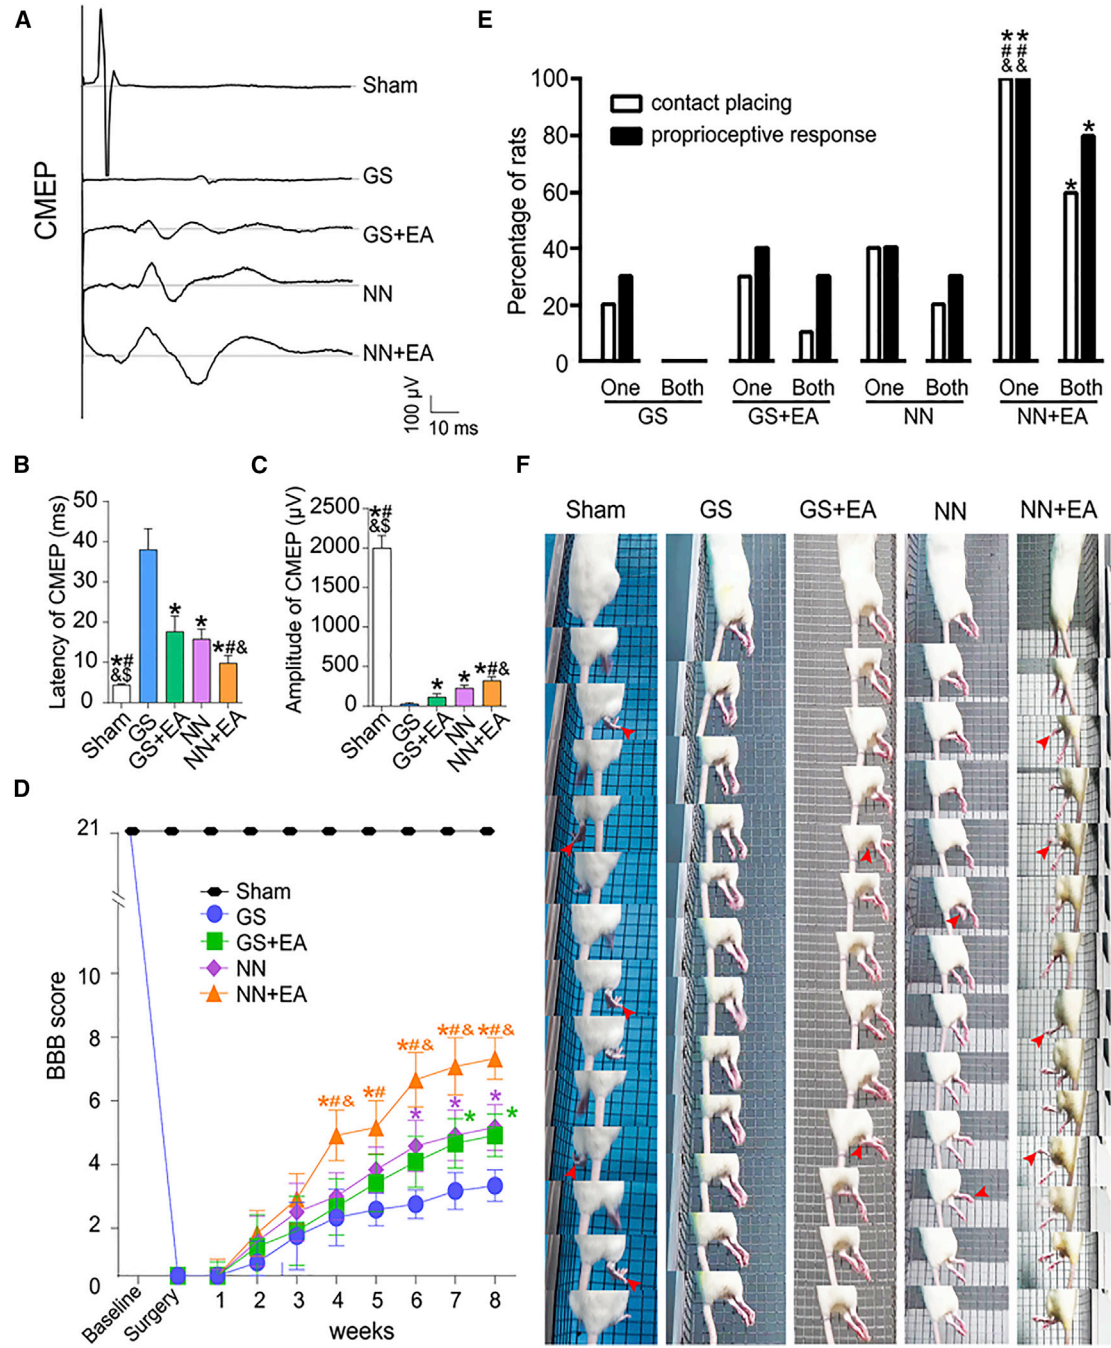 A
CMEP
Sham
GS
GS+EA
NN
NN+EA
100 µV
10 ms
E
Percentage of rats
100
80
60
40
20
0
contact placing
proprioceptive response
* *
# #
& &
*
*
One Both One Both One Both One Both
GS GS+EA NN NN+EA
B
Latency of CMEP (ms)
50
40
30
20
10
0
*#
&$
*
*
*#&
Sham
GS
GS+EA
NN
NN+EA
C
Amplitude of CMEP (µV)
2500
2000
1500
1000
500
0
*#
&$
*
*
*#&
Sham
GS
GS+EA
NN
NN+EA
D
BBB score
21
10
8
6
4
2
0
Sham
GS
GS+EA
NN
NN+EA
*#&
*#
*#&
*#&
*#&
*
*
*
*
*
Baseline
Surgery
1 2 3 4 5 6 7 8
weeks
F
Sham GS GS+EA NN NN+EA